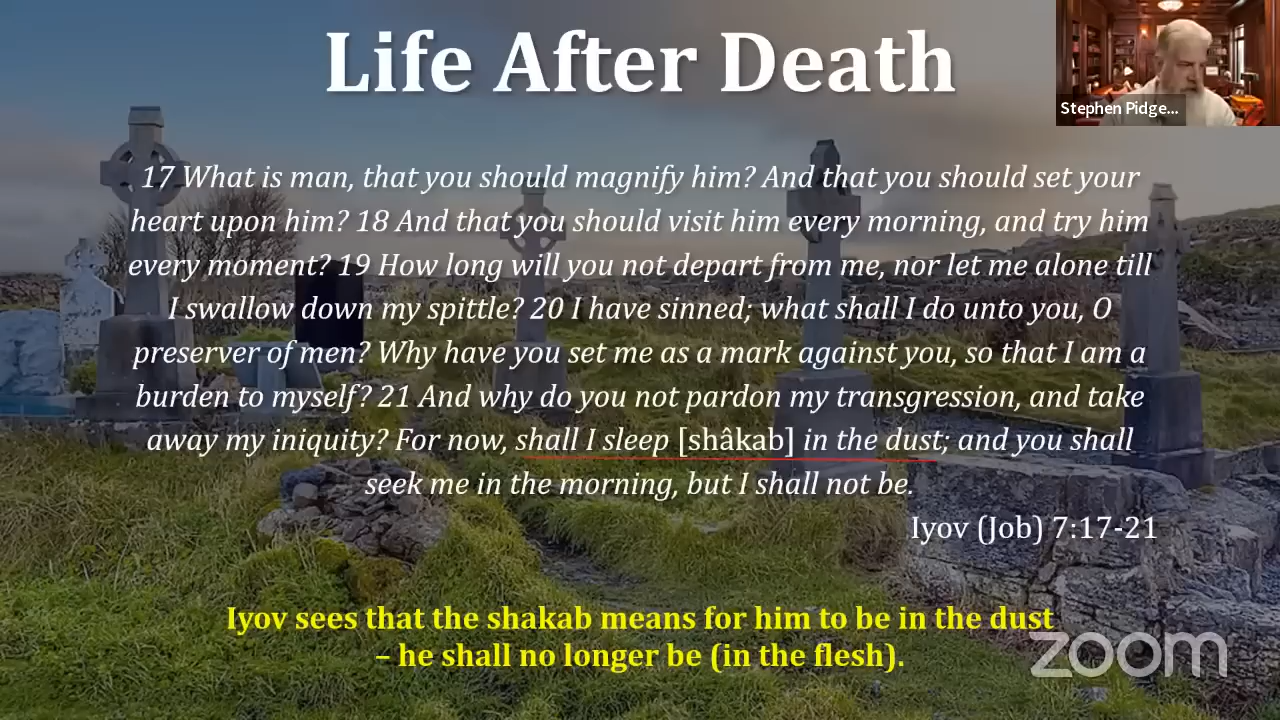 Life After Death
Stephen Pidge...
17 What is man, that you should magnify him? And that you should set your
heart upon him? 18 And that you should visit him every morning, and try him
every moment? 19 How long will you not depart from me, nor let me alone till
I swallow down my spittle? 20 I have sinned; what shall I do unto you, O
preserver of men? Why have you set me as a mark against you, so that I am a
burden to myself? 21 And why do you not pardon my transgression, and take
away my iniquity? For now, shall I sleep [shâkab] in the dust; and you shall
seek me in the morning, but I shall not be.
Iyov (Job) 7:17-21
Iyov sees that the shakab means for him to be in the dust
– he shall no longer be (in the flesh).
zoom